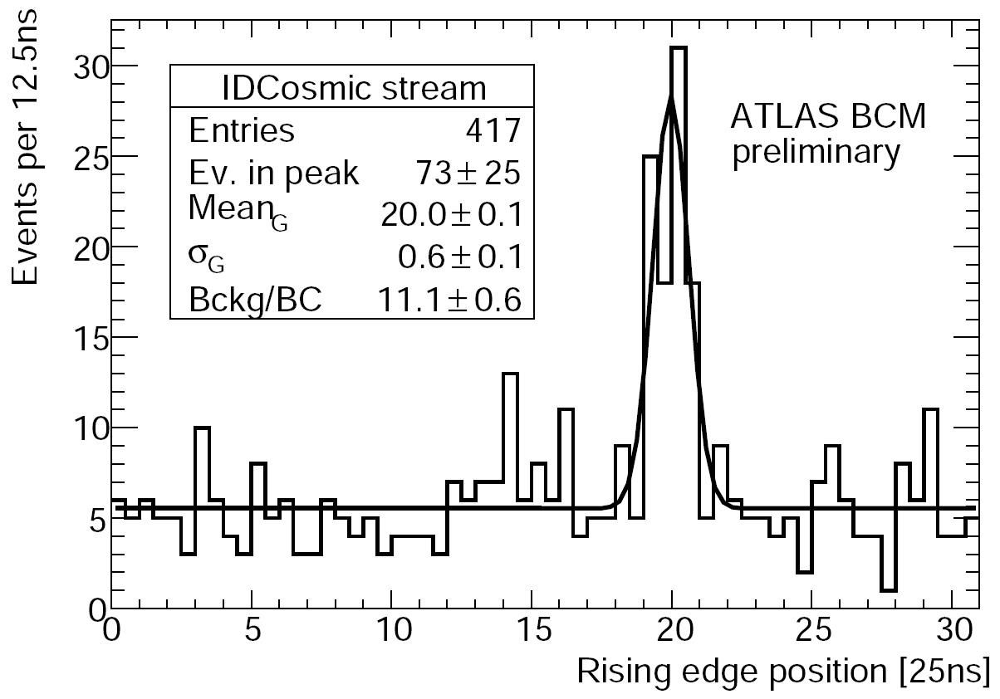 Events per 12.5ns
30
25
20
15
10
5
0
IDCosmic stream
Entries 417
Ev. in peak 73±25
Mean_G 20.0±0.1
σ_G 0.6±0.1
Bckg/BC 11.1±0.6
ATLAS BCM
preliminary
0 5 10 15 20 25 30
Rising edge position [25ns]